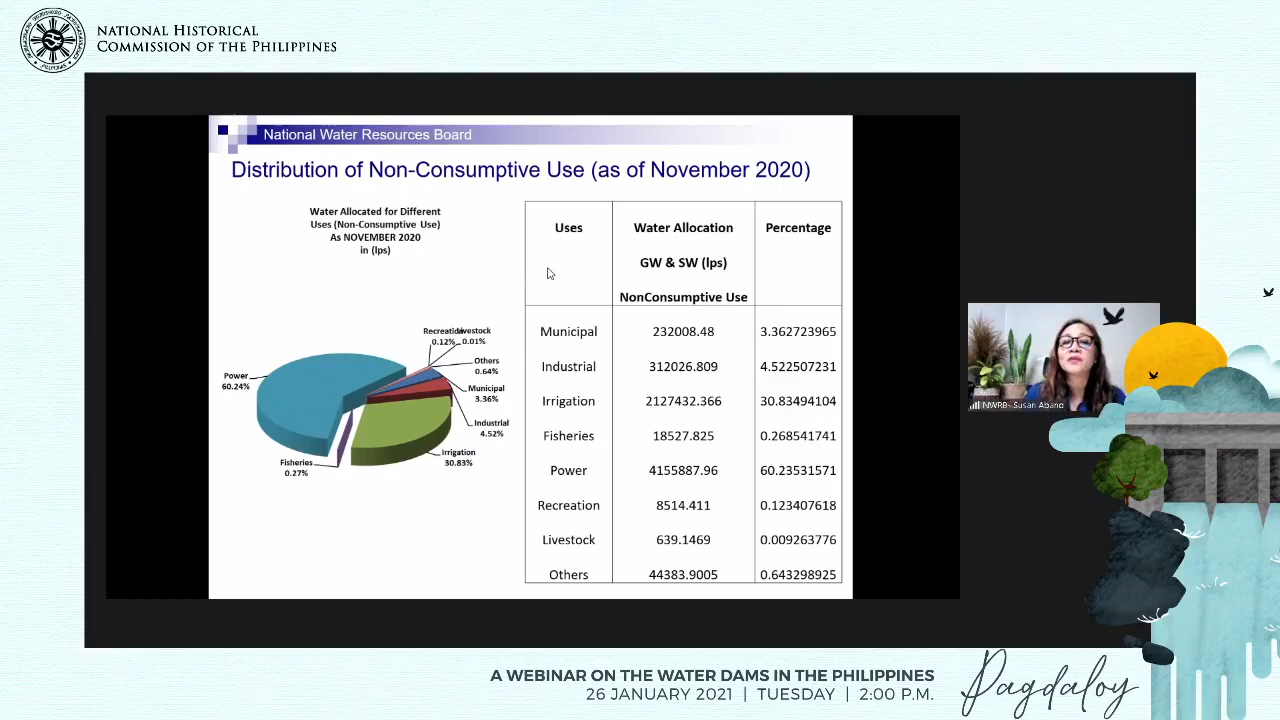 NATIONAL HISTORICAL
COMMISSION OF THE PHILIPPINES
National Water Resources Board
Distribution of Non-Consumptive Use (as of November 2020)
Water Allocated for Different
Uses (Non-Consumptive Use)
As NOVEMBER 2020
in (lps)
Recreation
0.12%
Livestock
0.01%
Others
0.64%
Power
60.24%
Municipal
3.36%
Industrial
4.52%
Irrigation
30.83%
Fisheries
0.27%
Uses Water Allocation Percentage
GW & SW (lps)
NonConsumptive Use
Municipal 232008.48 3.362723965
Industrial 312026.809 4.522507231
Irrigation 2127432.366 30.83494104
Fisheries 18527.825 0.268541741
Power 4155887.96 60.23531571
Recreation 8514.411 0.123407618
Livestock 639.1469 0.009263776
Others 44383.9005 0.643298925
NWRB- Susan Abano
A WEBINAR ON THE WATER DAMS IN THE PHILIPPINES
26 JANUARY 2021 | TUESDAY | 2:00 P.M.
Pagdaloy